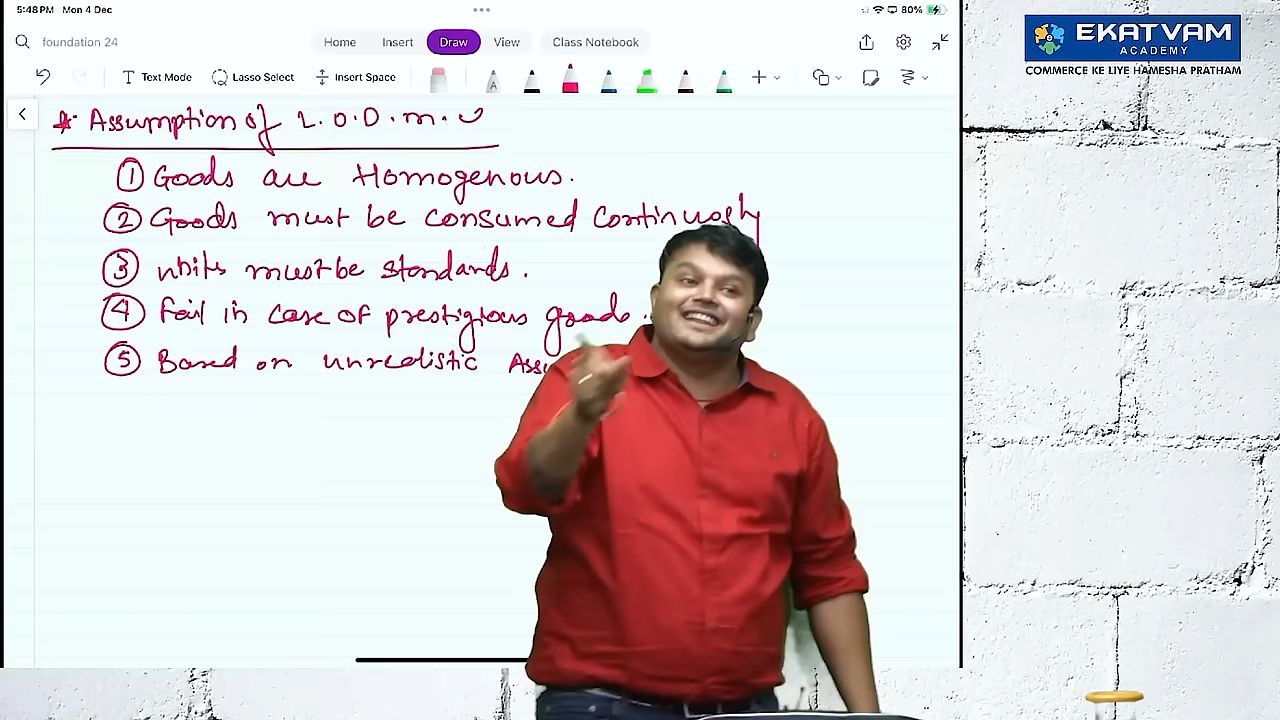 5:48 PM Mon 4 Dec
80%
foundation 24
Home Insert Draw View Class Notebook
Text Mode Lasso Select Insert Space
EKATVAM
ACADEMY
COMMERCE KE LIYE HAMESHA PRATHAM
Assumption of L.O.D.M.U
① Goods are Homogenous.
② Goods must be consumed continuosly
③ units must be standards.
④ Fail in case of prestigious goods.
⑤ Based on unrealistic Ass